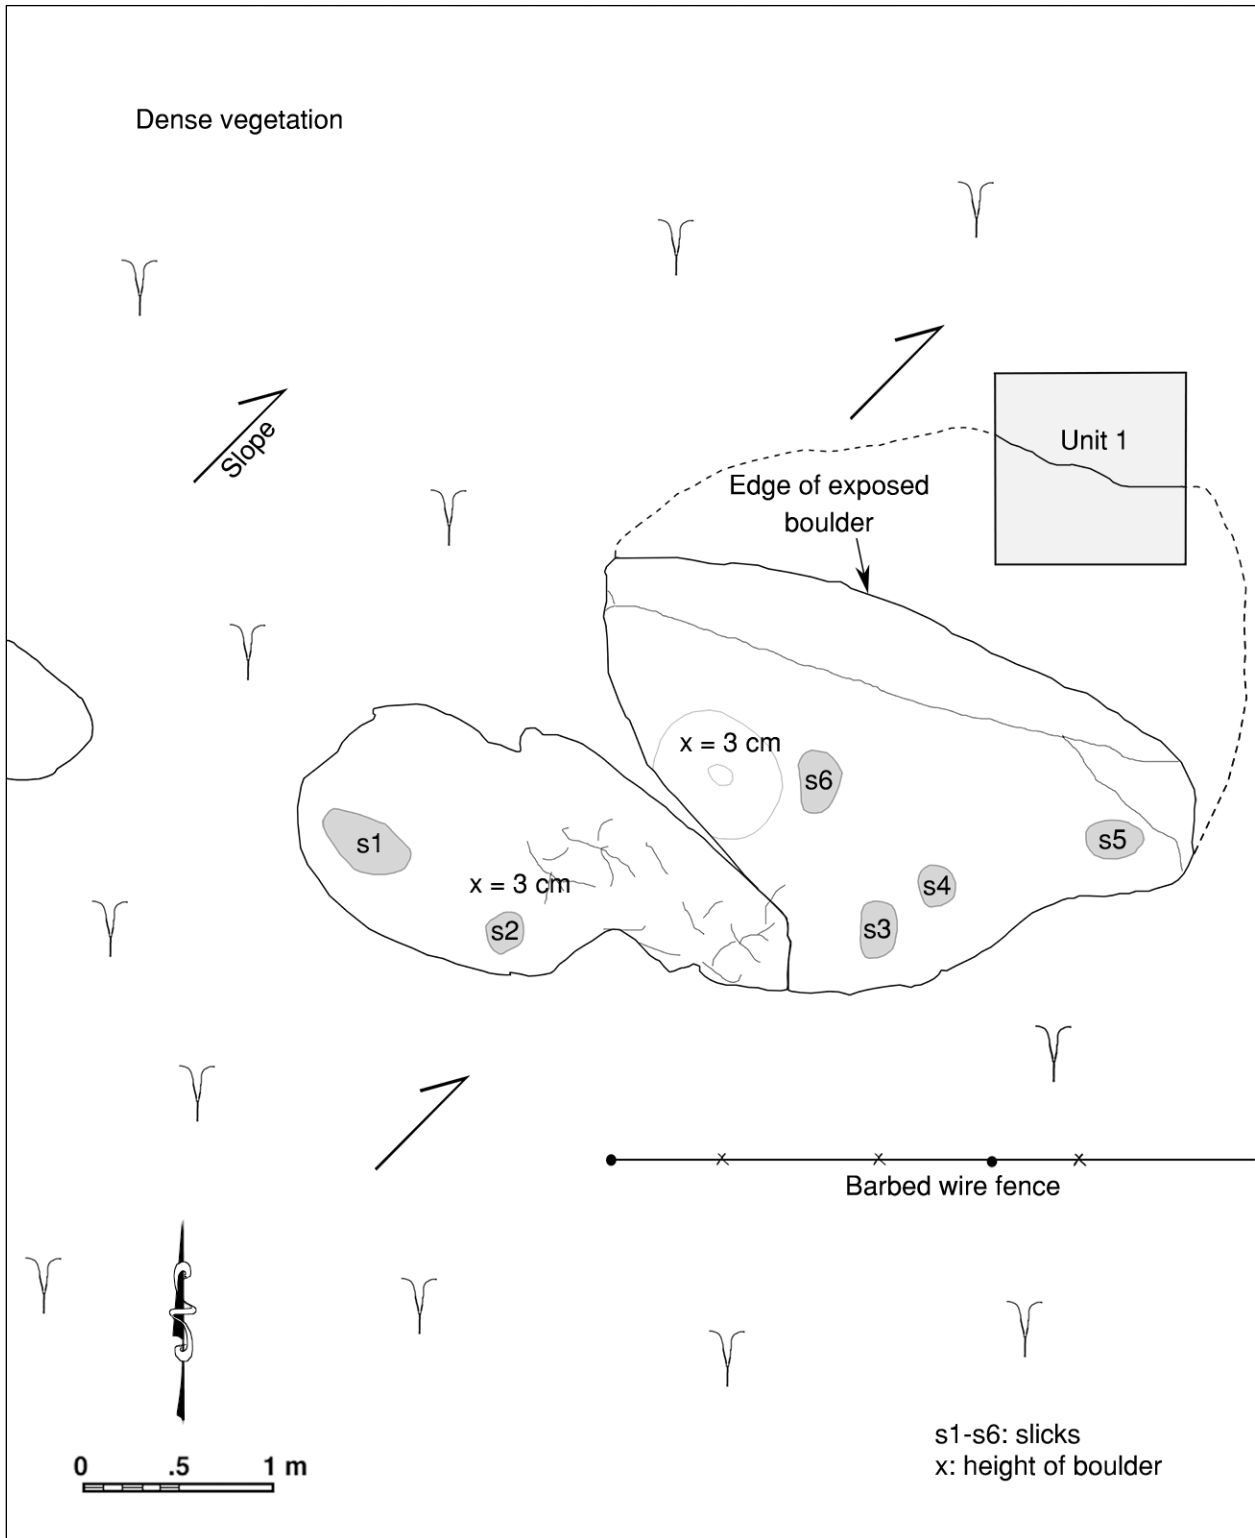 Dense vegetation
Slope
Unit 1
Edge of exposed
boulder
x = 3 cm
s6
s1
s5
x = 3 cm
s4
s2
s3
Barbed wire fence
s1-s6: slicks
x: height of boulder
0 .5 1 m